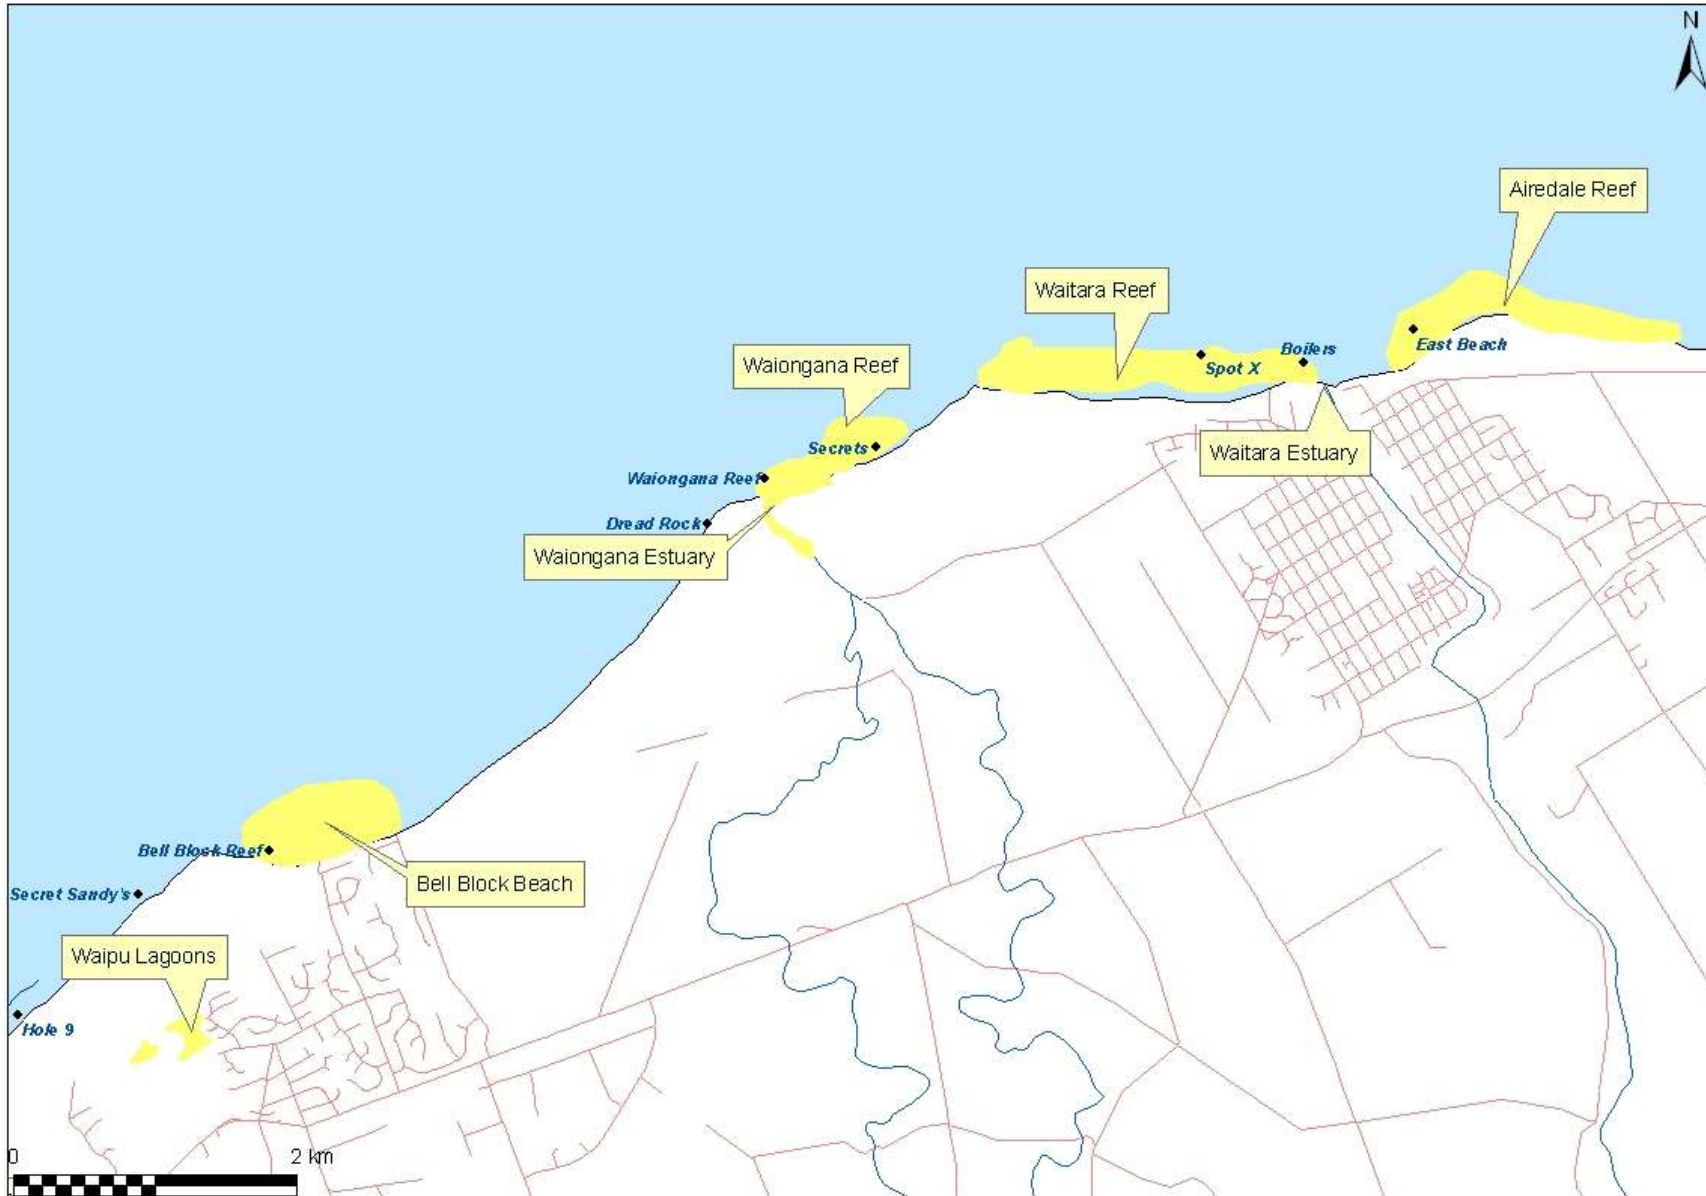 N
Airedale Reef
Waitara Reef
Boilers
East Beach
Spot X
Waiongana Reef
Secrets
Waitara Estuary
Waiongana Reef
Dread Rock
Waiongana Estuary
Bell Block Reef
Bell Block Beach
Secret Sandy's
Waipu Lagoons
Hole 9
0 2 km